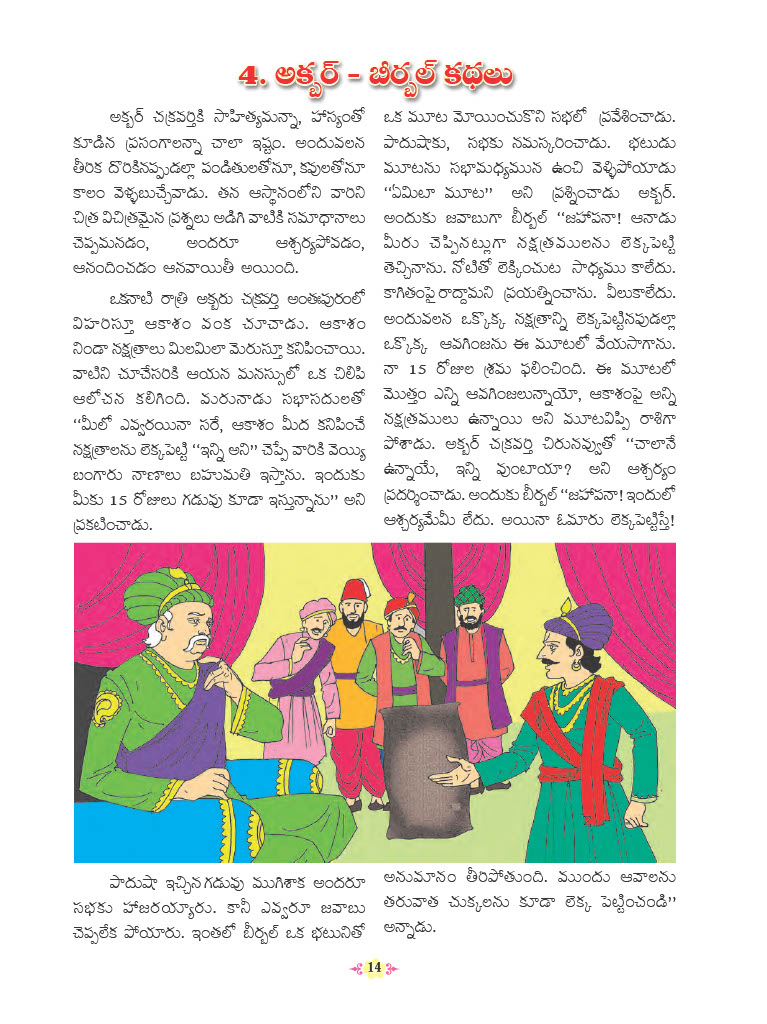 4. అక్బర్ - బీర్బల్ కథలు
అక్బర్ చక్రవర్తికి సాహిత్యమన్నా, హాస్యంతో
కూడిన ప్రసంగాలన్నా చాలా ఇష్టం. అందువలన
తీరిక దొరికినప్పుడల్లా పండితులతోనూ, కవులతోనూ
కాలం వెళ్ళబుచ్చేవాడు. తన ఆస్థానంలోని వారిని
చిత్ర విచిత్రమైన ప్రశ్నలు అడిగి వాటికి సమాధానాలు
చెప్పమనడం, అందరూ ఆశ్చర్యపోవడం,
ఆనందించడం ఆనవాయితీ అయింది.
ఒకనాటి రాత్రి అక్బరు చక్రవర్తి అంతఃపురంలో
విహరిస్తూ ఆకాశం వంక చూచాడు. ఆకాశం
నిండా నక్షత్రాలు మిలమిలా మెరుస్తూ కనిపించాయి.
వాటిని చూచేసరికి ఆయన మనస్సులో ఒక చిలిపి
ఆలోచన కలిగింది. మరునాడు సభాసదులతో
“మీలో ఎవ్వరయినా సరే, ఆకాశం మీద కనిపించే
నక్షత్రాలను లెక్కపెట్టి “ఇన్ని అని” చెప్పే వారికి వెయ్యి
బంగారు నాణాలు బహుమతి ఇస్తాను. ఇందుకు
మీకు 15 రోజులు గడువు కూడా ఇస్తున్నాను” అని
ప్రకటించాడు.
పాదుషా ఇచ్చిన గడువు ముగిశాక అందరూ
సభకు హాజరయ్యారు. కానీ ఎవ్వరూ జవాబు
చెప్పలేక పోయారు. ఇంతలో బీర్బల్ ఒక భటునితో
ఒక మూట మోయించుకొని సభలో ప్రవేశించాడు.
పాదుషాకు, సభకు నమస్కరించాడు. భటుడు
మూటను సభామధ్యమున ఉంచి వెళ్ళిపోయాడు
“ఏమిటా మూట” అని ప్రశ్నించాడు అక్బర్.
అందుకు జవాబుగా బీర్బల్ “జహాపనా! ఆనాడు
మీరు చెప్పినట్లుగా నక్షత్రములను లెక్కపెట్టి
తెచ్చినాను. నోటితో లెక్కించుట సాధ్యము కాలేదు.
కాగితంపై రాద్దామని ప్రయత్నించాను. వీలుకాలేదు.
అందువలన ఒక్కొక్క నక్షత్రాన్ని లెక్కపెట్టినపుడల్లా
ఒక్కొక్క ఆవగింజను ఈ మూటలో వేయసాగాను.
నా 15 రోజుల శ్రమ ఫలించింది. ఈ మూటలో
మొత్తం ఎన్ని ఆవగింజలున్నాయో, ఆకాశంపై అన్ని
నక్షత్రములు ఉన్నాయి అని మూటవిప్పి రాశిగా
పోశాడు. అక్బర్ చక్రవర్తి చిరునవ్వుతో “చాలానే
ఉన్నాయే, ఇన్ని వుంటాయా? అని ఆశ్చర్యం
ప్రదర్శించాడు. అందుకు బీర్బల్ “జహాపనా! ఇందులో
ఆశ్చర్యమేమీ లేదు. అయినా ఓమారు లెక్కపెట్టిస్తే!
అనుమానం తీరిపోతుంది. ముందు ఆవాలను
తరువాత చుక్కలను కూడా లెక్క పెట్టించండి”
అన్నాడు.
14